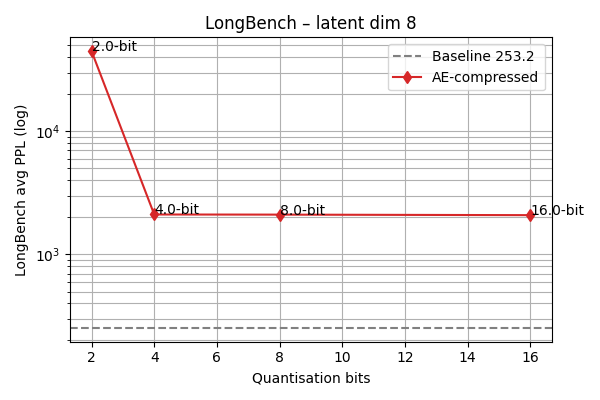 LongBench – latent dim 8
LongBench avg PPL (log)
10^4
10^3
2.0-bit
4.0-bit
8.0-bit
16.0-bit
Baseline 253.2
AE-compressed
2 4 6 8 10 12 14 16
Quantisation bits